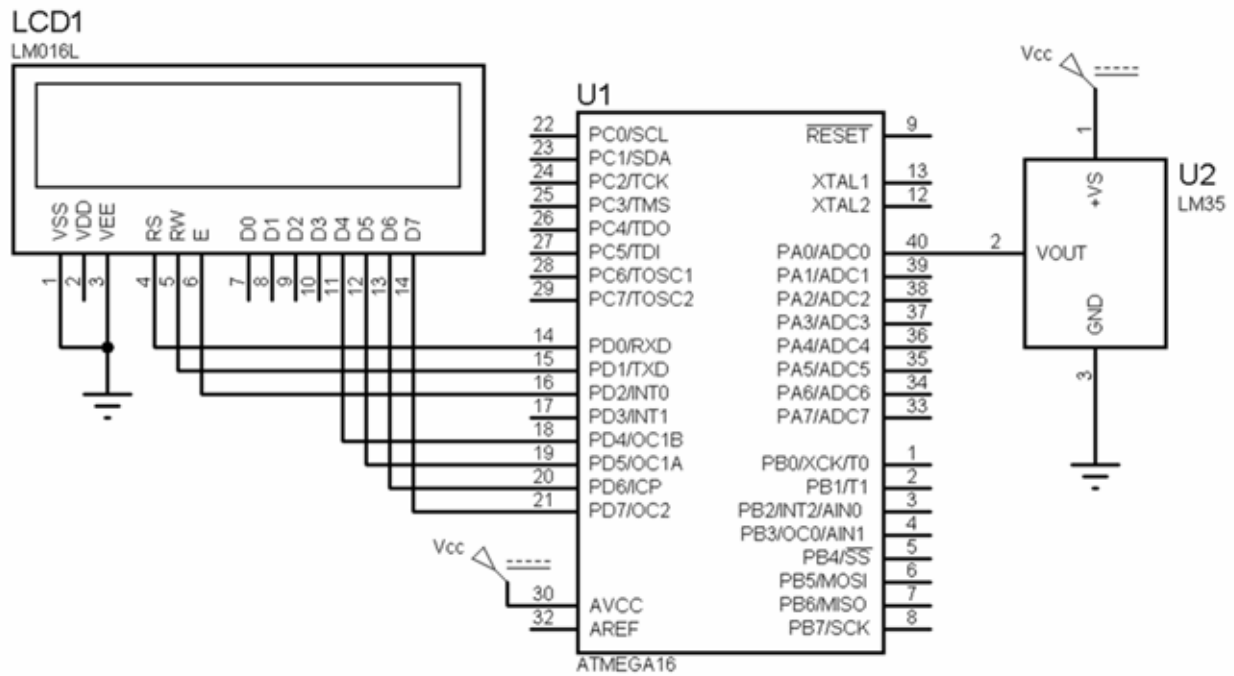 LCD1
LM016L
VSS
VDD
VEE
RS
RW
E
D0
D1
D2
D3
D4
D5
D6
D7
1
2
3
4
5
6
7
8
9
10
11
12
13
14
U1
22 PC0/SCL
23 PC1/SDA
24 PC2/TCK
25 PC3/TMS
26 PC4/TDO
27 PC5/TDI
28 PC6/TOSC1
29 PC7/TOSC2
14 PD0/RXD
15 PD1/TXD
16 PD2/INT0
17 PD3/INT1
18 PD4/OC1B
19 PD5/OC1A
20 PD6/ICP
21 PD7/OC2
Vcc
30 AVCC
32 AREF
RESET 9
XTAL1 13
XTAL2 12
PA0/ADC0 40
PA1/ADC1 39
PA2/ADC2 38
PA3/ADC3 37
PA4/ADC4 36
PA5/ADC5 35
PA6/ADC6 34
PA7/ADC7 33
PB0/XCK/T0 1
PB1/T1 2
PB2/INT2/AIN0 3
PB3/OC0/AIN1 4
PB4/SS 5
PB5/MOSI 6
PB6/MISO 7
PB7/SCK 8
ATMEGA16
Vcc
1
+VS
U2
LM35
2 VOUT
GND
3